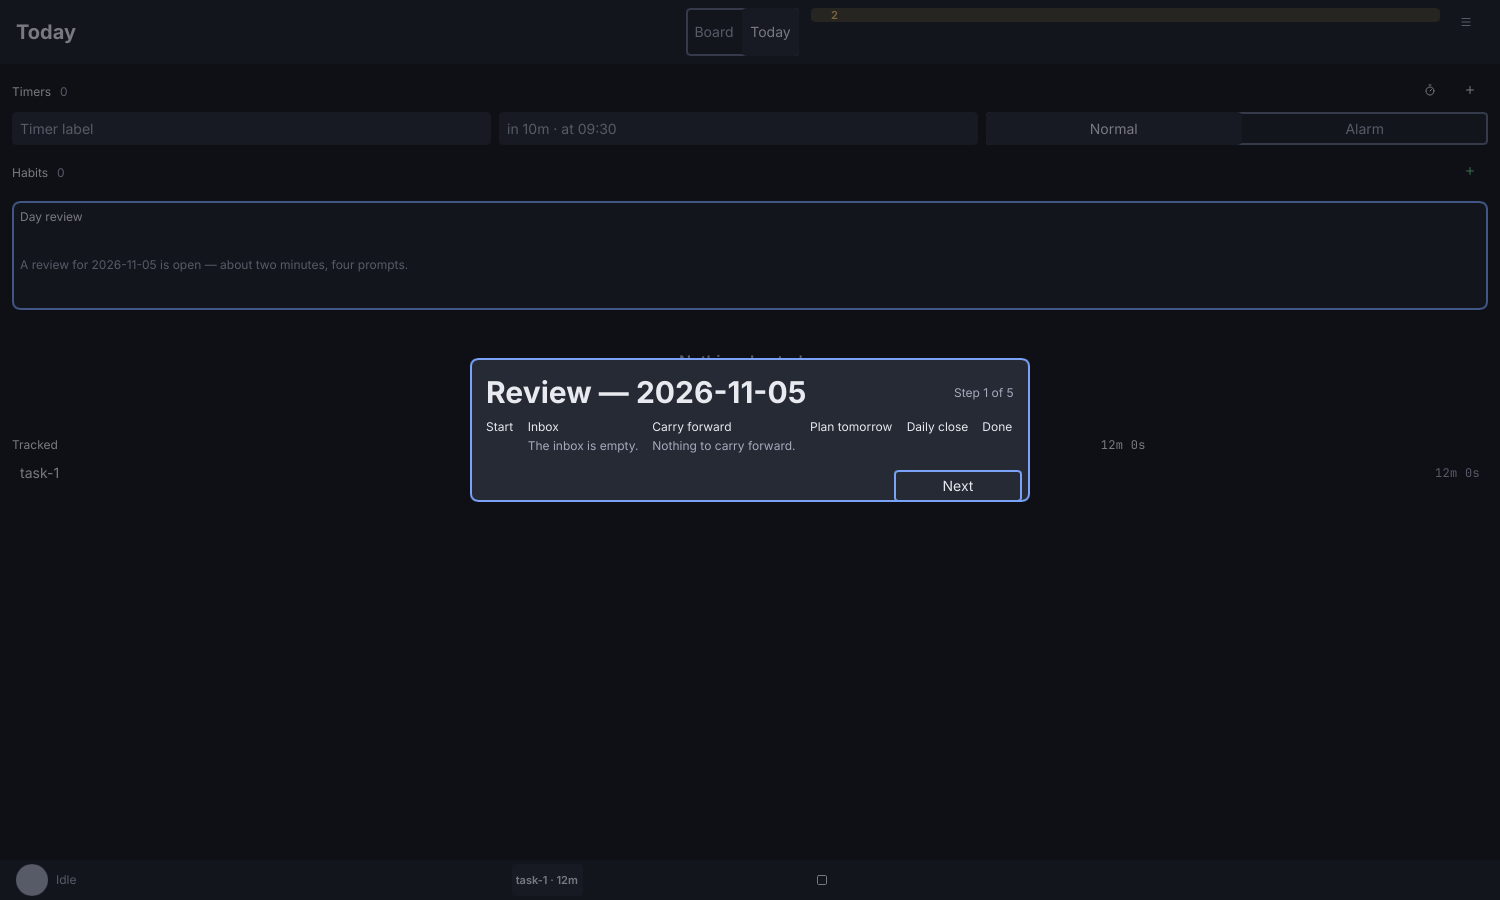 Today
Board
Today
2
Timers 0
Timer label
in 10m · at 09:30
Normal
Alarm
Habits 0
Day review
A review for 2026-11-05 is open — about two minutes, four prompts.
Review — 2026-11-05
Step 1 of 5
Start
Inbox
The inbox is empty.
Carry forward
Nothing to carry forward.
Plan tomorrow
Daily close
Done
Next
Tracked
12m 0s
task-1
12m 0s
Idle
task-1 · 12m